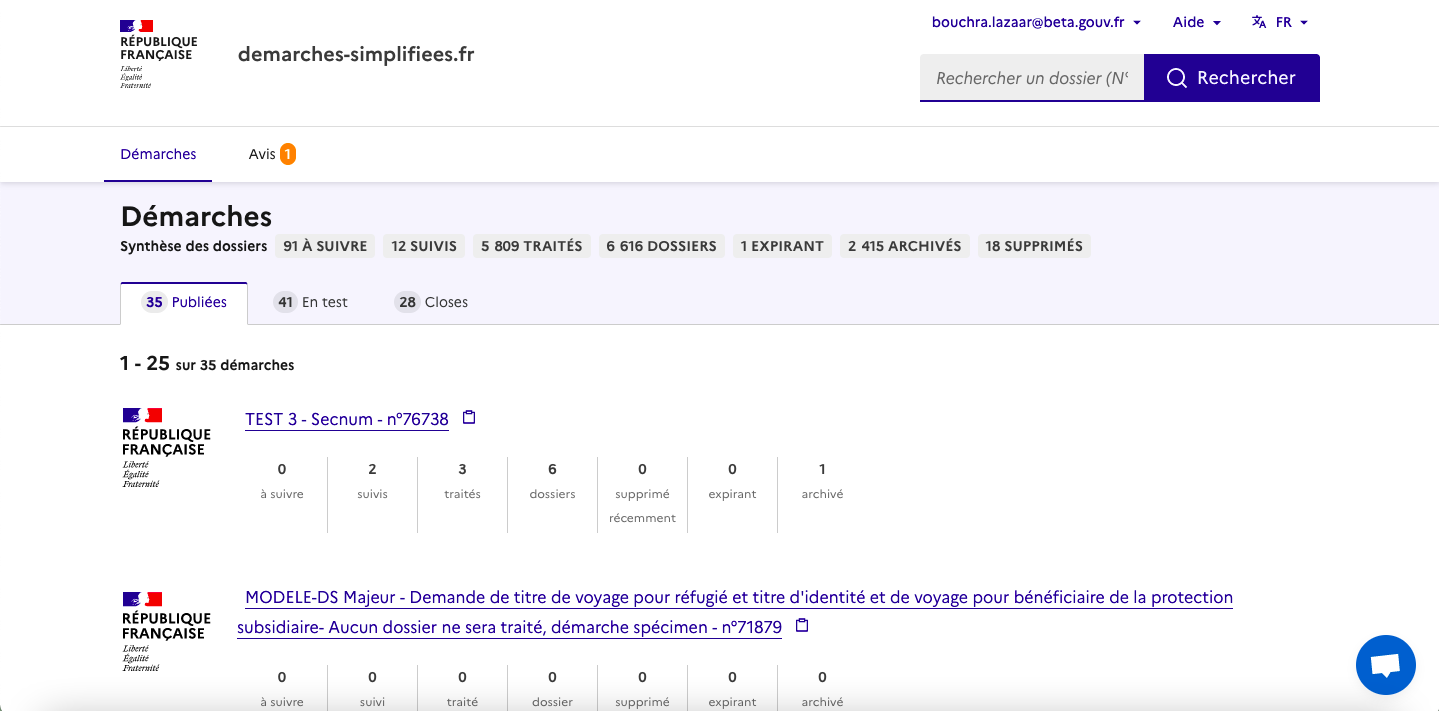 RÉPUBLIQUE
FRANÇAISE
Liberté
Égalité
Fraternité
demarches-simplifiees.fr
bouchra.lazaar@beta.gouv.fr
Aide
FR
Rechercher un dossier (N°
Rechercher
Démarches
Avis 1
Démarches
Synthèse des dossiers 91 À SUIVRE 12 SUIVIS 5 809 TRAITÉS 6 616 DOSSIERS 1 EXPIRANT 2 415 ARCHIVÉS 18 SUPPRIMÉS
35 Publiées 41 En test 28 Closes
1 - 25 sur 35 démarches
RÉPUBLIQUE
FRANÇAISE
Liberté
Égalité
Fraternité
TEST 3 - Secnum - n°76738
0 2 3 6 0 0 1
à suivre suivis traités dossiers supprimé expirant archivé
récemment
RÉPUBLIQUE
FRANÇAISE
Liberté
Égalité
Fraternité
MODELE-DS Majeur - Demande de titre de voyage pour réfugié et titre d'identité et de voyage pour bénéficiaire de la protection
subsidiaire- Aucun dossier ne sera traité, démarche spécimen - n°71879
0 0 0 0 0 0 0
à suivre suivi traité dossier supprimé expirant archivé